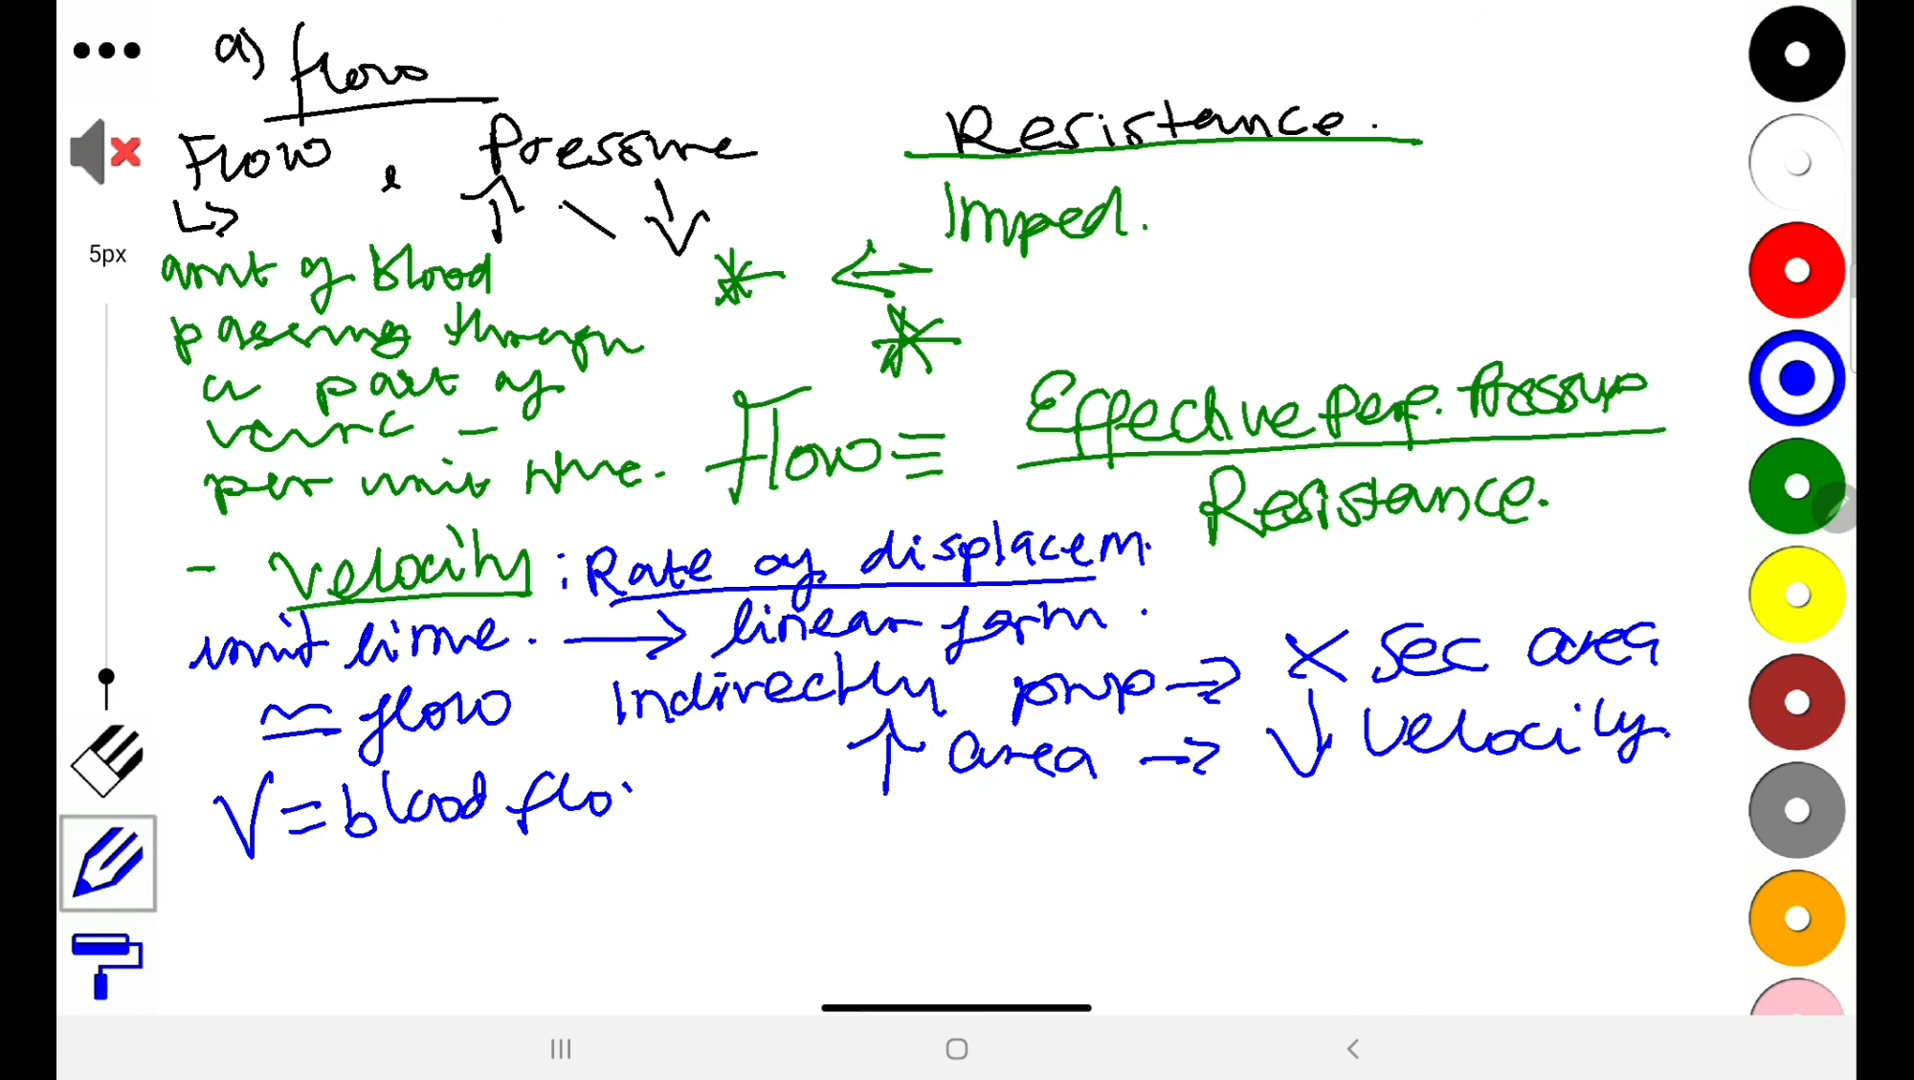 a) flow
Flow , Pressure
Resistance.
Imped.
amt of blood
passing through
a part of
per unit time.
Flow = Effective Perf. Pressure
Resistance.
- Velocity : Rate of displacem.
unit time. → linear form.
≈ flow indirectly prop → X Sec area
↑ area → ↓ Velocity.
V = blood flo
5px